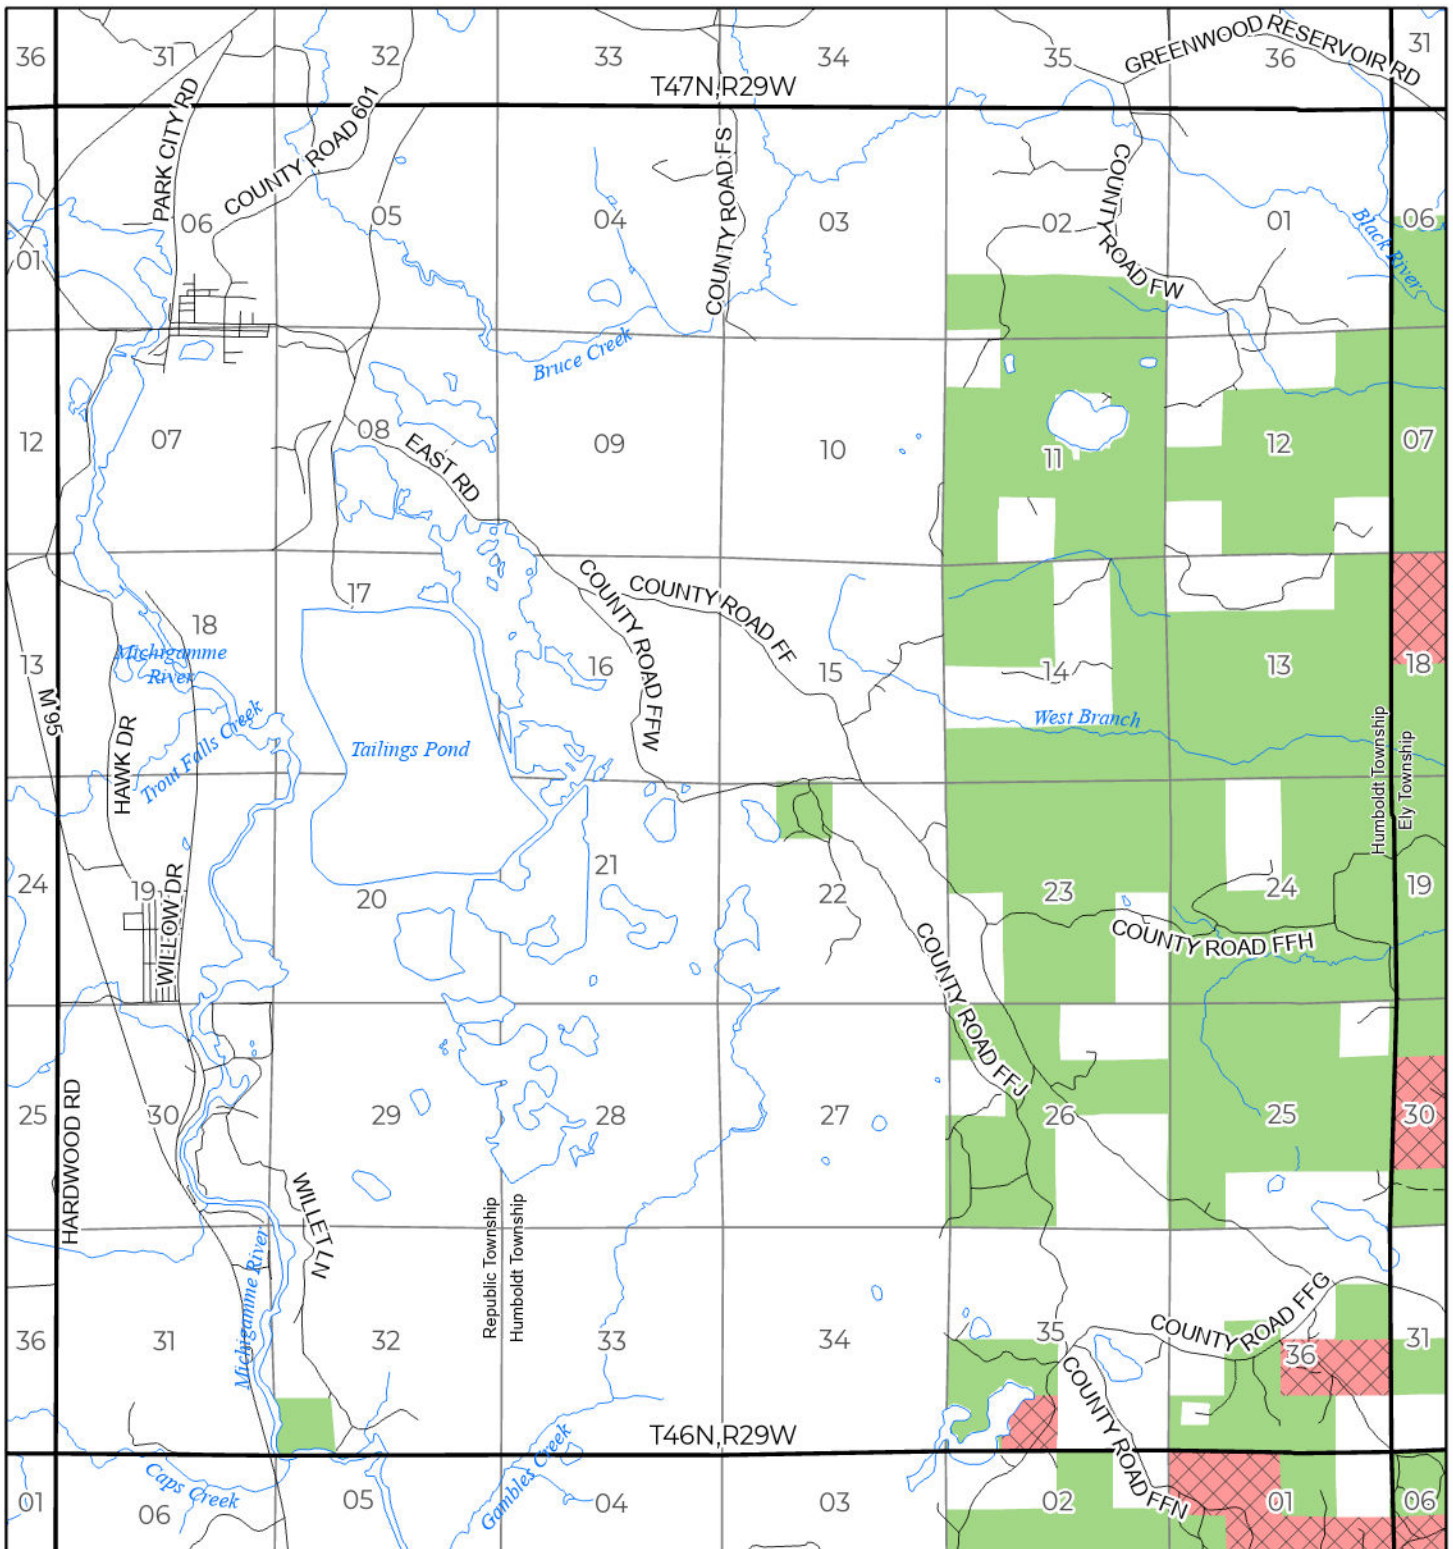 36
31
32
33
34
35
GREENWOOD RESERVOIR RD
36
31
T47N,R29W
PARK CITY RD
COUNTY ROAD 601
COUNTY ROAD FS
COUNTY ROAD FW
01
06
05
04
03
02
01
Black River
06
Bruce Creek
12
07
08
EAST RD
09
10
11
12
07
17
COUNTY ROAD FFW
COUNTY ROAD FF
13
18
Michigamme
River
16
15
14
13
18
M 95
HAWK DR
Trout Falls Creek
Tailings Pond
West Branch
Humboldt Township
Ely Township
24
19
WILLOW DR
20
21
22
23
24
19
COUNTY ROAD FFH
COUNTY ROAD FFJ
HARDWOOD RD
25
30
29
28
27
26
25
30
WILLET LN
Republic Township
Humboldt Township
Michigamme River
36
31
32
33
34
35
COUNTY ROAD FFG
36
31
COUNTY ROAD FFN
T46N,R29W
Caps Creek
Gambles Creek
01
06
05
04
03
02
01
06